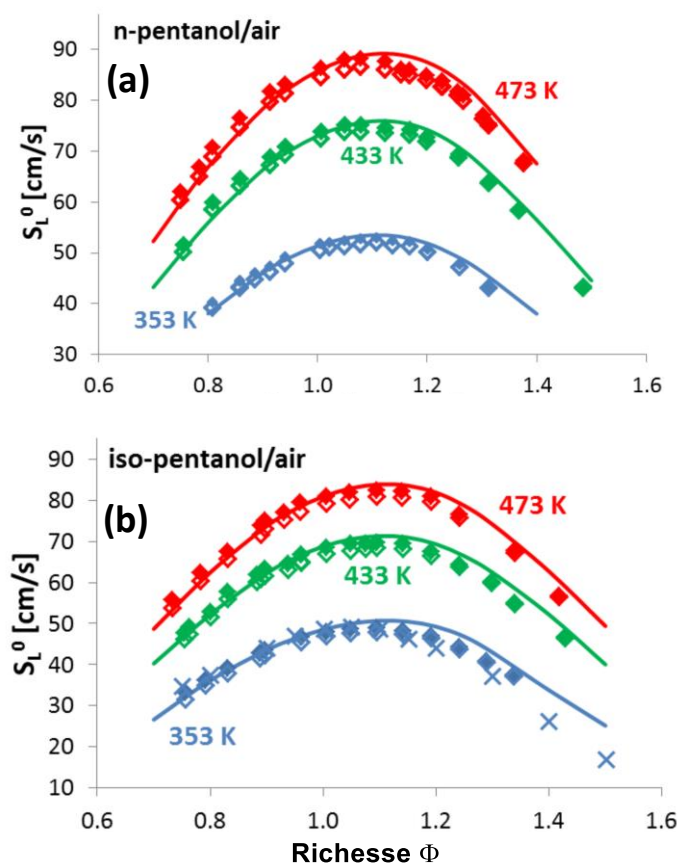 n-pentanol/air
(a)
473 K
433 K
353 K
S_L^0 [cm/s]
90
80
70
60
50
40
30
0.6 0.8 1.0 1.2 1.4 1.6
iso-pentanol/air
(b)
473 K
433 K
353 K
S_L^0 [cm/s]
90
80
70
60
50
40
30
20
10
0.6 0.8 1.0 1.2 1.4 1.6
Richesse Φ